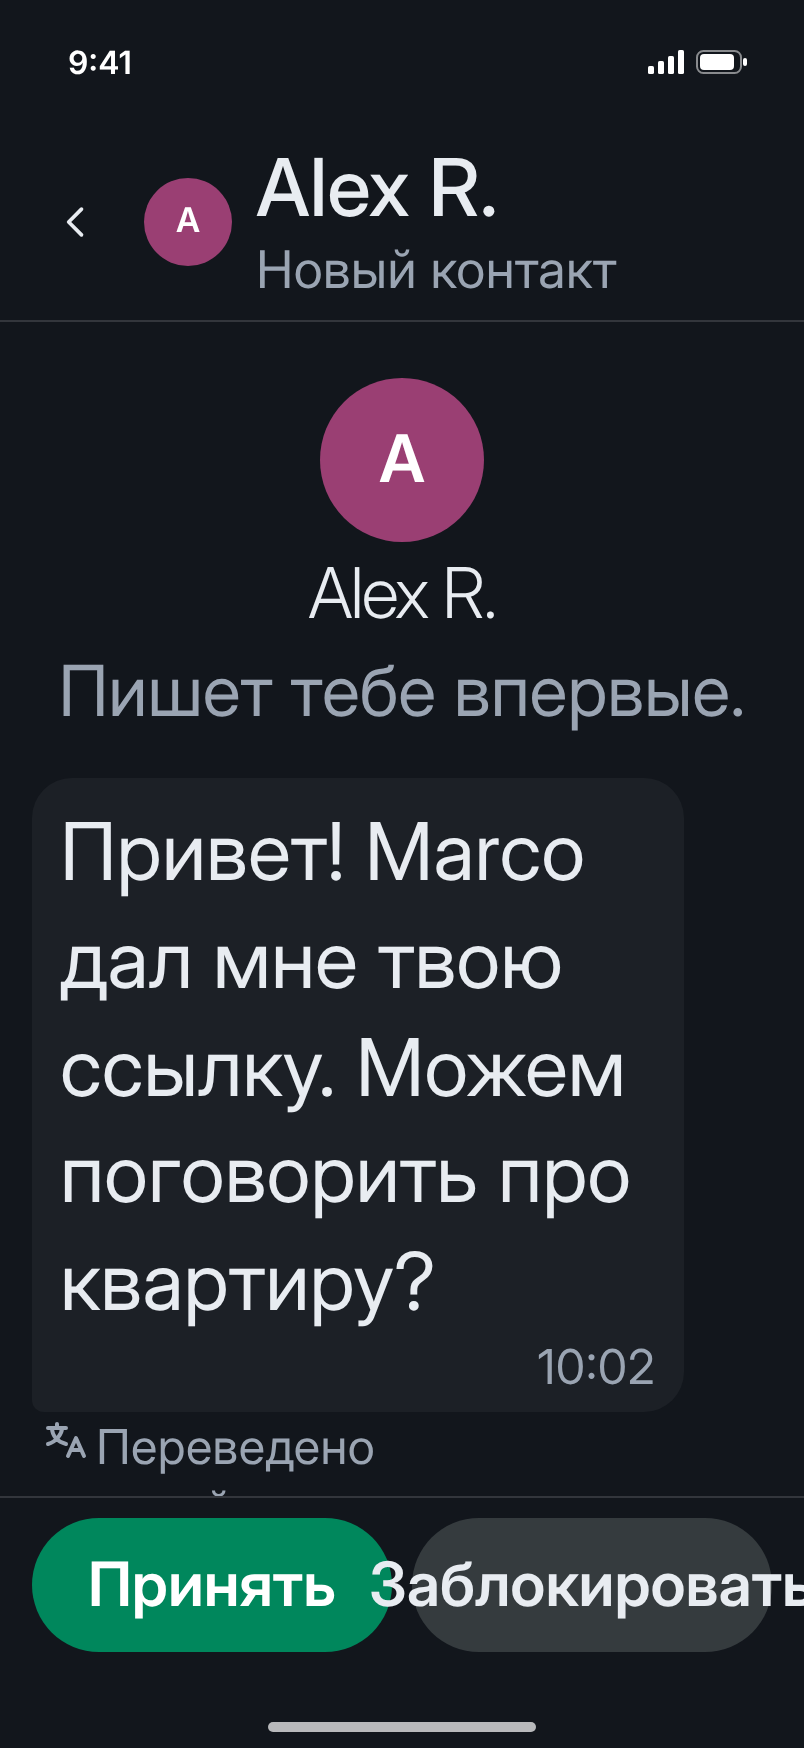 9:41
A
Alex R.
Новый контакт
A
Alex R.
Пишет тебе впервые.
Привет! Marco
дал мне твою
ссылку. Можем
поговорить про
квартиру?
10:02
Переведено
Принять
Заблокировать